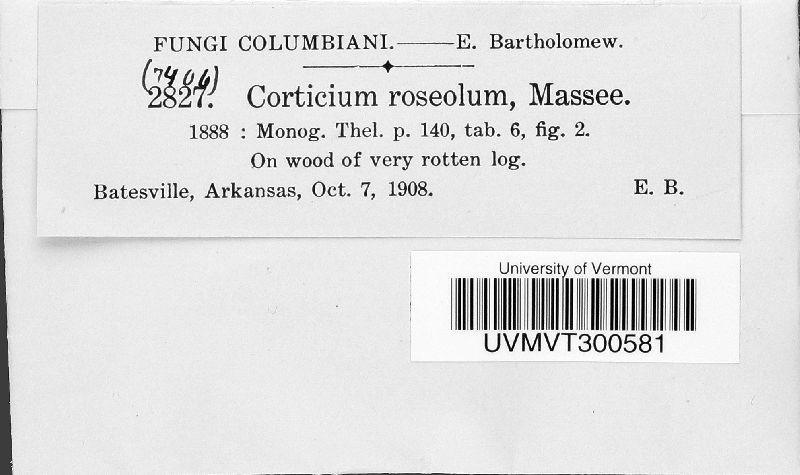 FUNGI COLUMBIANI.——E. Bartholomew.
(7406)
2827. Corticium roseolum, Massee.
1888 : Monog. Thel. p. 140, tab. 6, fig. 2.
On wood of very rotten log.
Batesville, Arkansas, Oct. 7, 1908. E. B.
University of Vermont
UVMVT300581